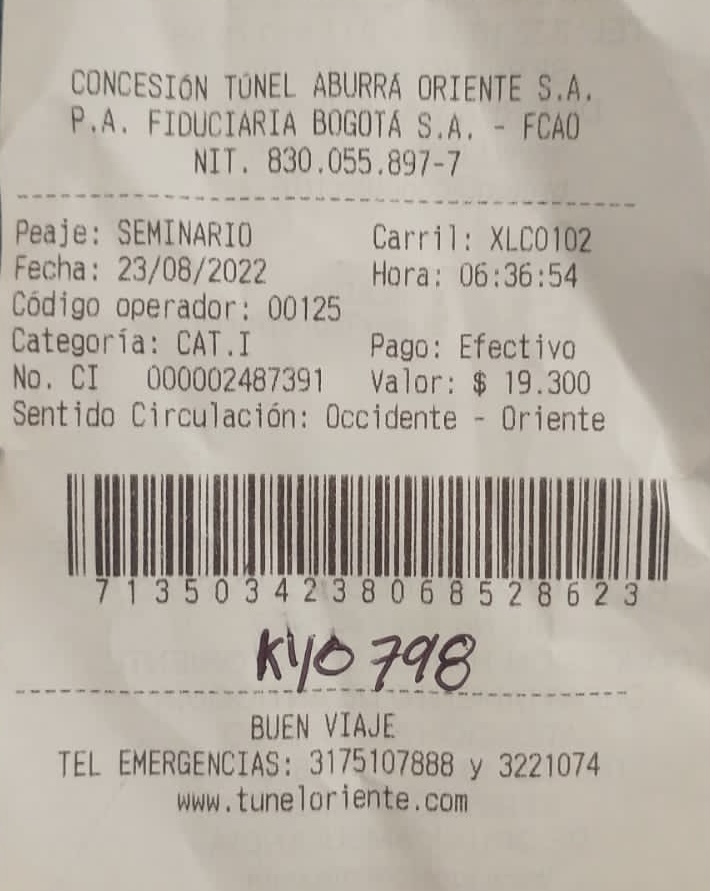 CONCESIÓN TÚNEL ABURRÁ ORIENTE S.A.
P.A. FIDUCIARIA BOGOTÁ S.A. - FCAO
NIT. 830.055.897-7
Peaje: SEMINARIO Carril: XLC0102
Fecha: 23/08/2022 Hora: 06:36:54
Código operador: 00125
Categoría: CAT.I Pago: Efectivo
No. CI 000002487391 Valor: $ 19.300
Sentido Circulación: Occidente - Oriente
7135034238068528623
KYO 798
BUEN VIAJE
TEL EMERGENCIAS: 3175107888 y 3221074
www.tuneloriente.com